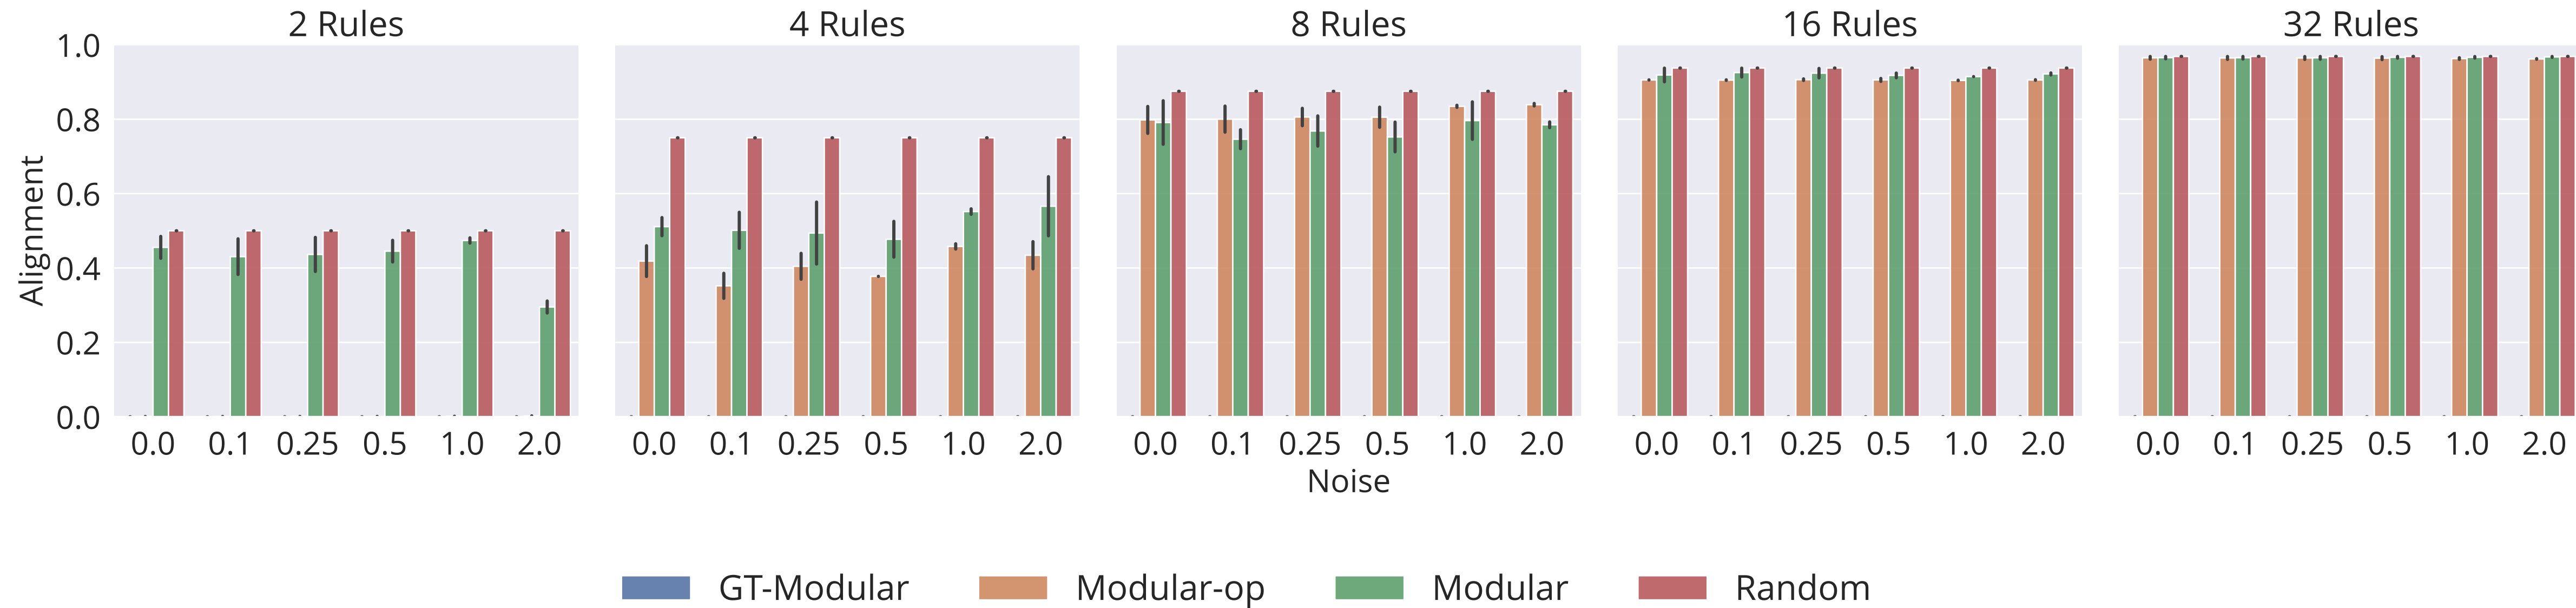 2 Rules 4 Rules 8 Rules 16 Rules 32 Rules
Alignment
1.0
0.8
0.6
0.4
0.2
0.0
0.0 0.1 0.25 0.5 1.0 2.0 0.0 0.1 0.25 0.5 1.0 2.0 0.0 0.1 0.25 0.5 1.0 2.0 0.0 0.1 0.25 0.5 1.0 2.0 0.0 0.1 0.25 0.5 1.0 2.0
Noise
GT-Modular Modular-op Modular Random